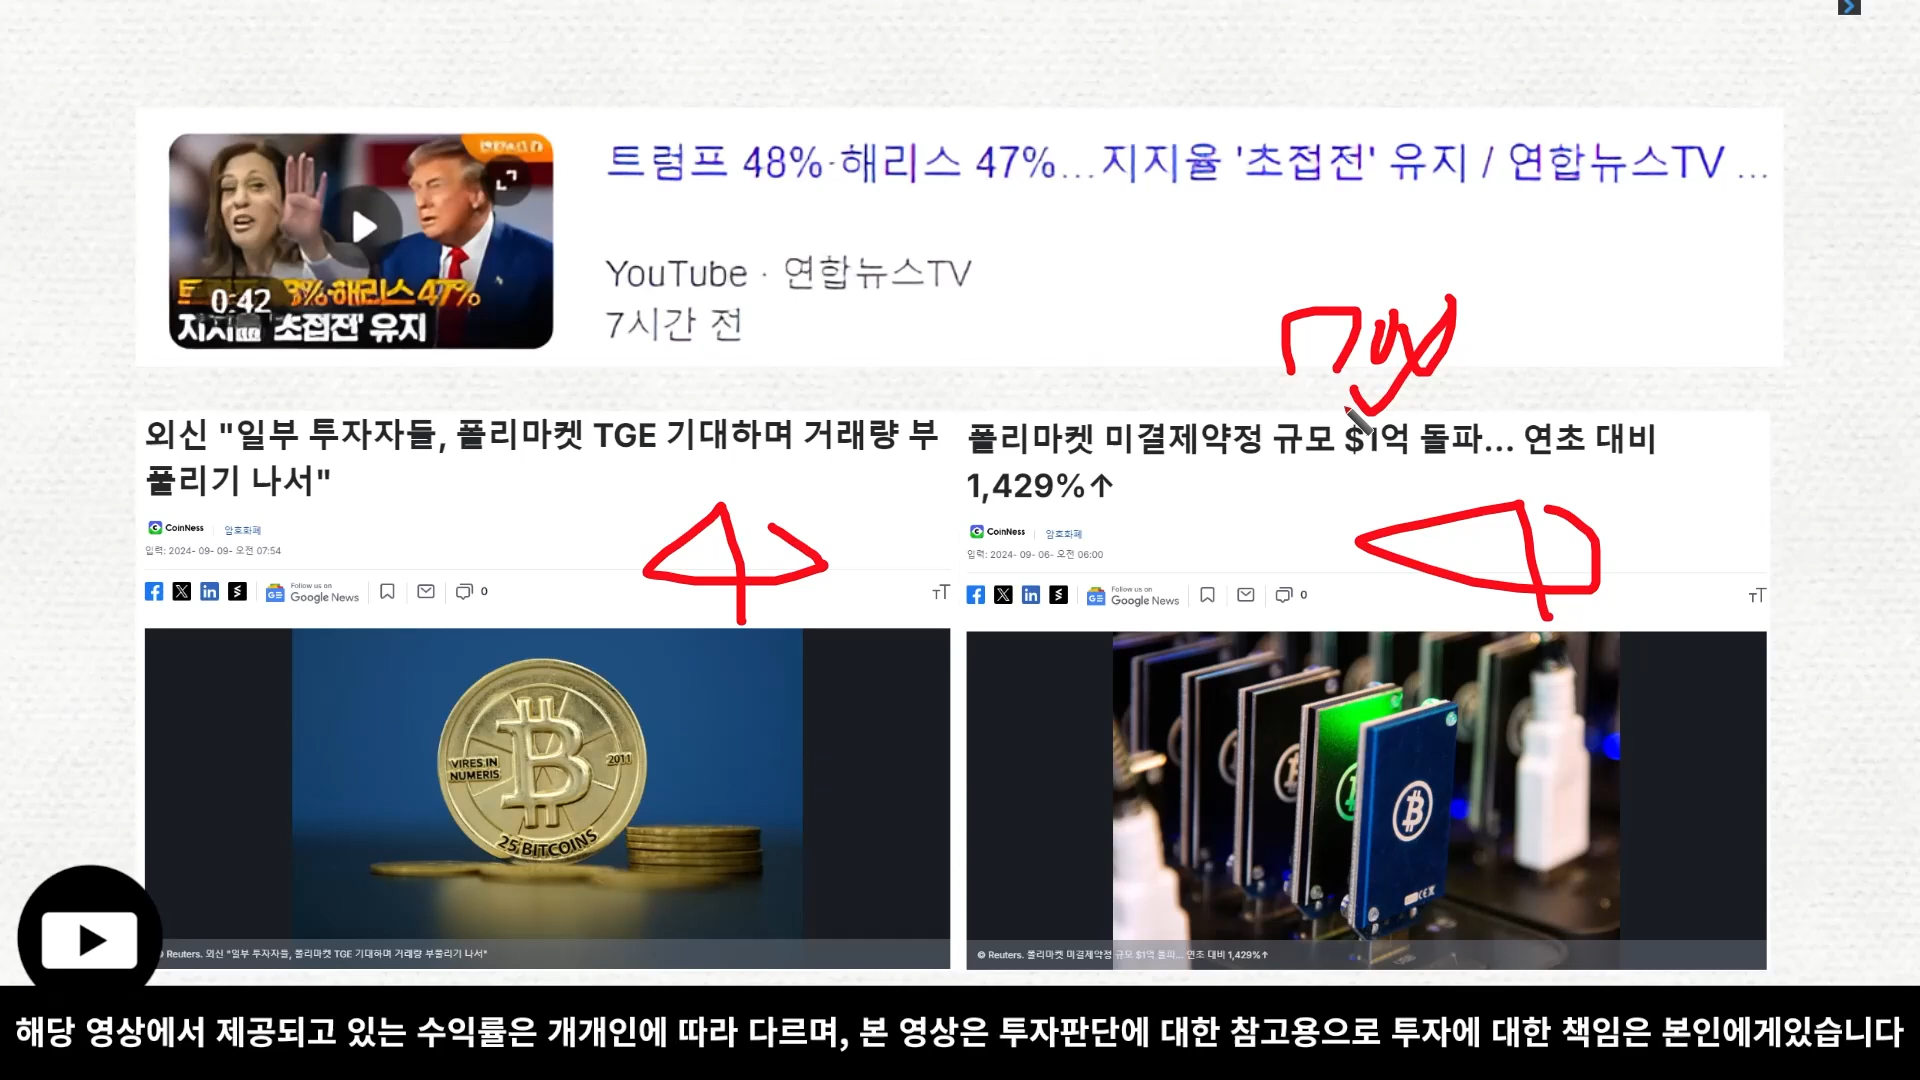 트럼프 48%·해리스 47%...지지율 '초접전' 유지 / 연합뉴스TV ...
YouTube · 연합뉴스TV
7시간 전
0:42
%·해리스 47%
'초접전' 유지
외신 "일부 투자자들, 폴리마켓 TGE 기대하며 거래량 부
풀리기 나서"
CoinNess
암호화폐
입력: 2024- 09- 09- 오전 07:54
Follow us on
Google News
0
TT
VIRES IN
NUMERIS
2011
25 BITCOINS
Reuters. 외신 "일부 투자자들, 폴리마켓 TGE 기대하며 거래량 부풀리기 나서"
폴리마켓 미결제약정 규모 $1억 돌파... 연초 대비
1,429%↑
CoinNess
암호화폐
입력: 2024- 09- 06- 오전 06:00
Follow us on
Google News
0
TT
© Reuters. 폴리마켓 미결제약정 규모 $1억 돌파... 연초 대비 1,429%↑
해당 영상에서 제공되고 있는 수익률은 개개인에 따라 다르며, 본 영상은 투자판단에 대한 참고용으로 투자에 대한 책임은 본인에게있습니다